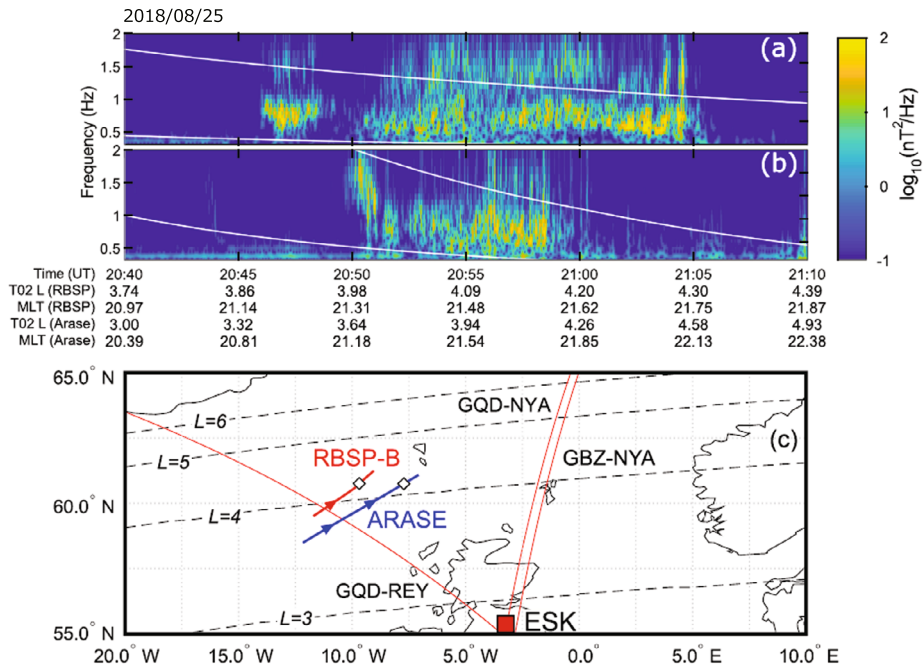 2018/08/25
2
1.5
1
0.5
(a)
2
1.5
1
0.5
(b)
Frequency (Hz)
2
1
0
-1
log10(nT²/Hz)
Time (UT) 20:40 20:45 20:50 20:55 21:00 21:05 21:10
T02 L (RBSP) 3.74 3.86 3.98 4.09 4.20 4.30 4.39
MLT (RBSP) 20.97 21.14 21.31 21.48 21.62 21.75 21.87
T02 L (Arase) 3.00 3.32 3.64 3.94 4.26 4.58 4.93
MLT (Arase) 20.39 20.81 21.18 21.54 21.85 22.13 22.38
65.0° N
60.0° N
55.0° N
L=6
L=5
L=4
L=3
GQD-NYA
(c)
RBSP-B
GBZ-NYA
ARASE
GQD-REY
ESK
20.0° W 15.0° W 10.0° W 5.0° W 0.0° E 5.0° E 10.0° E